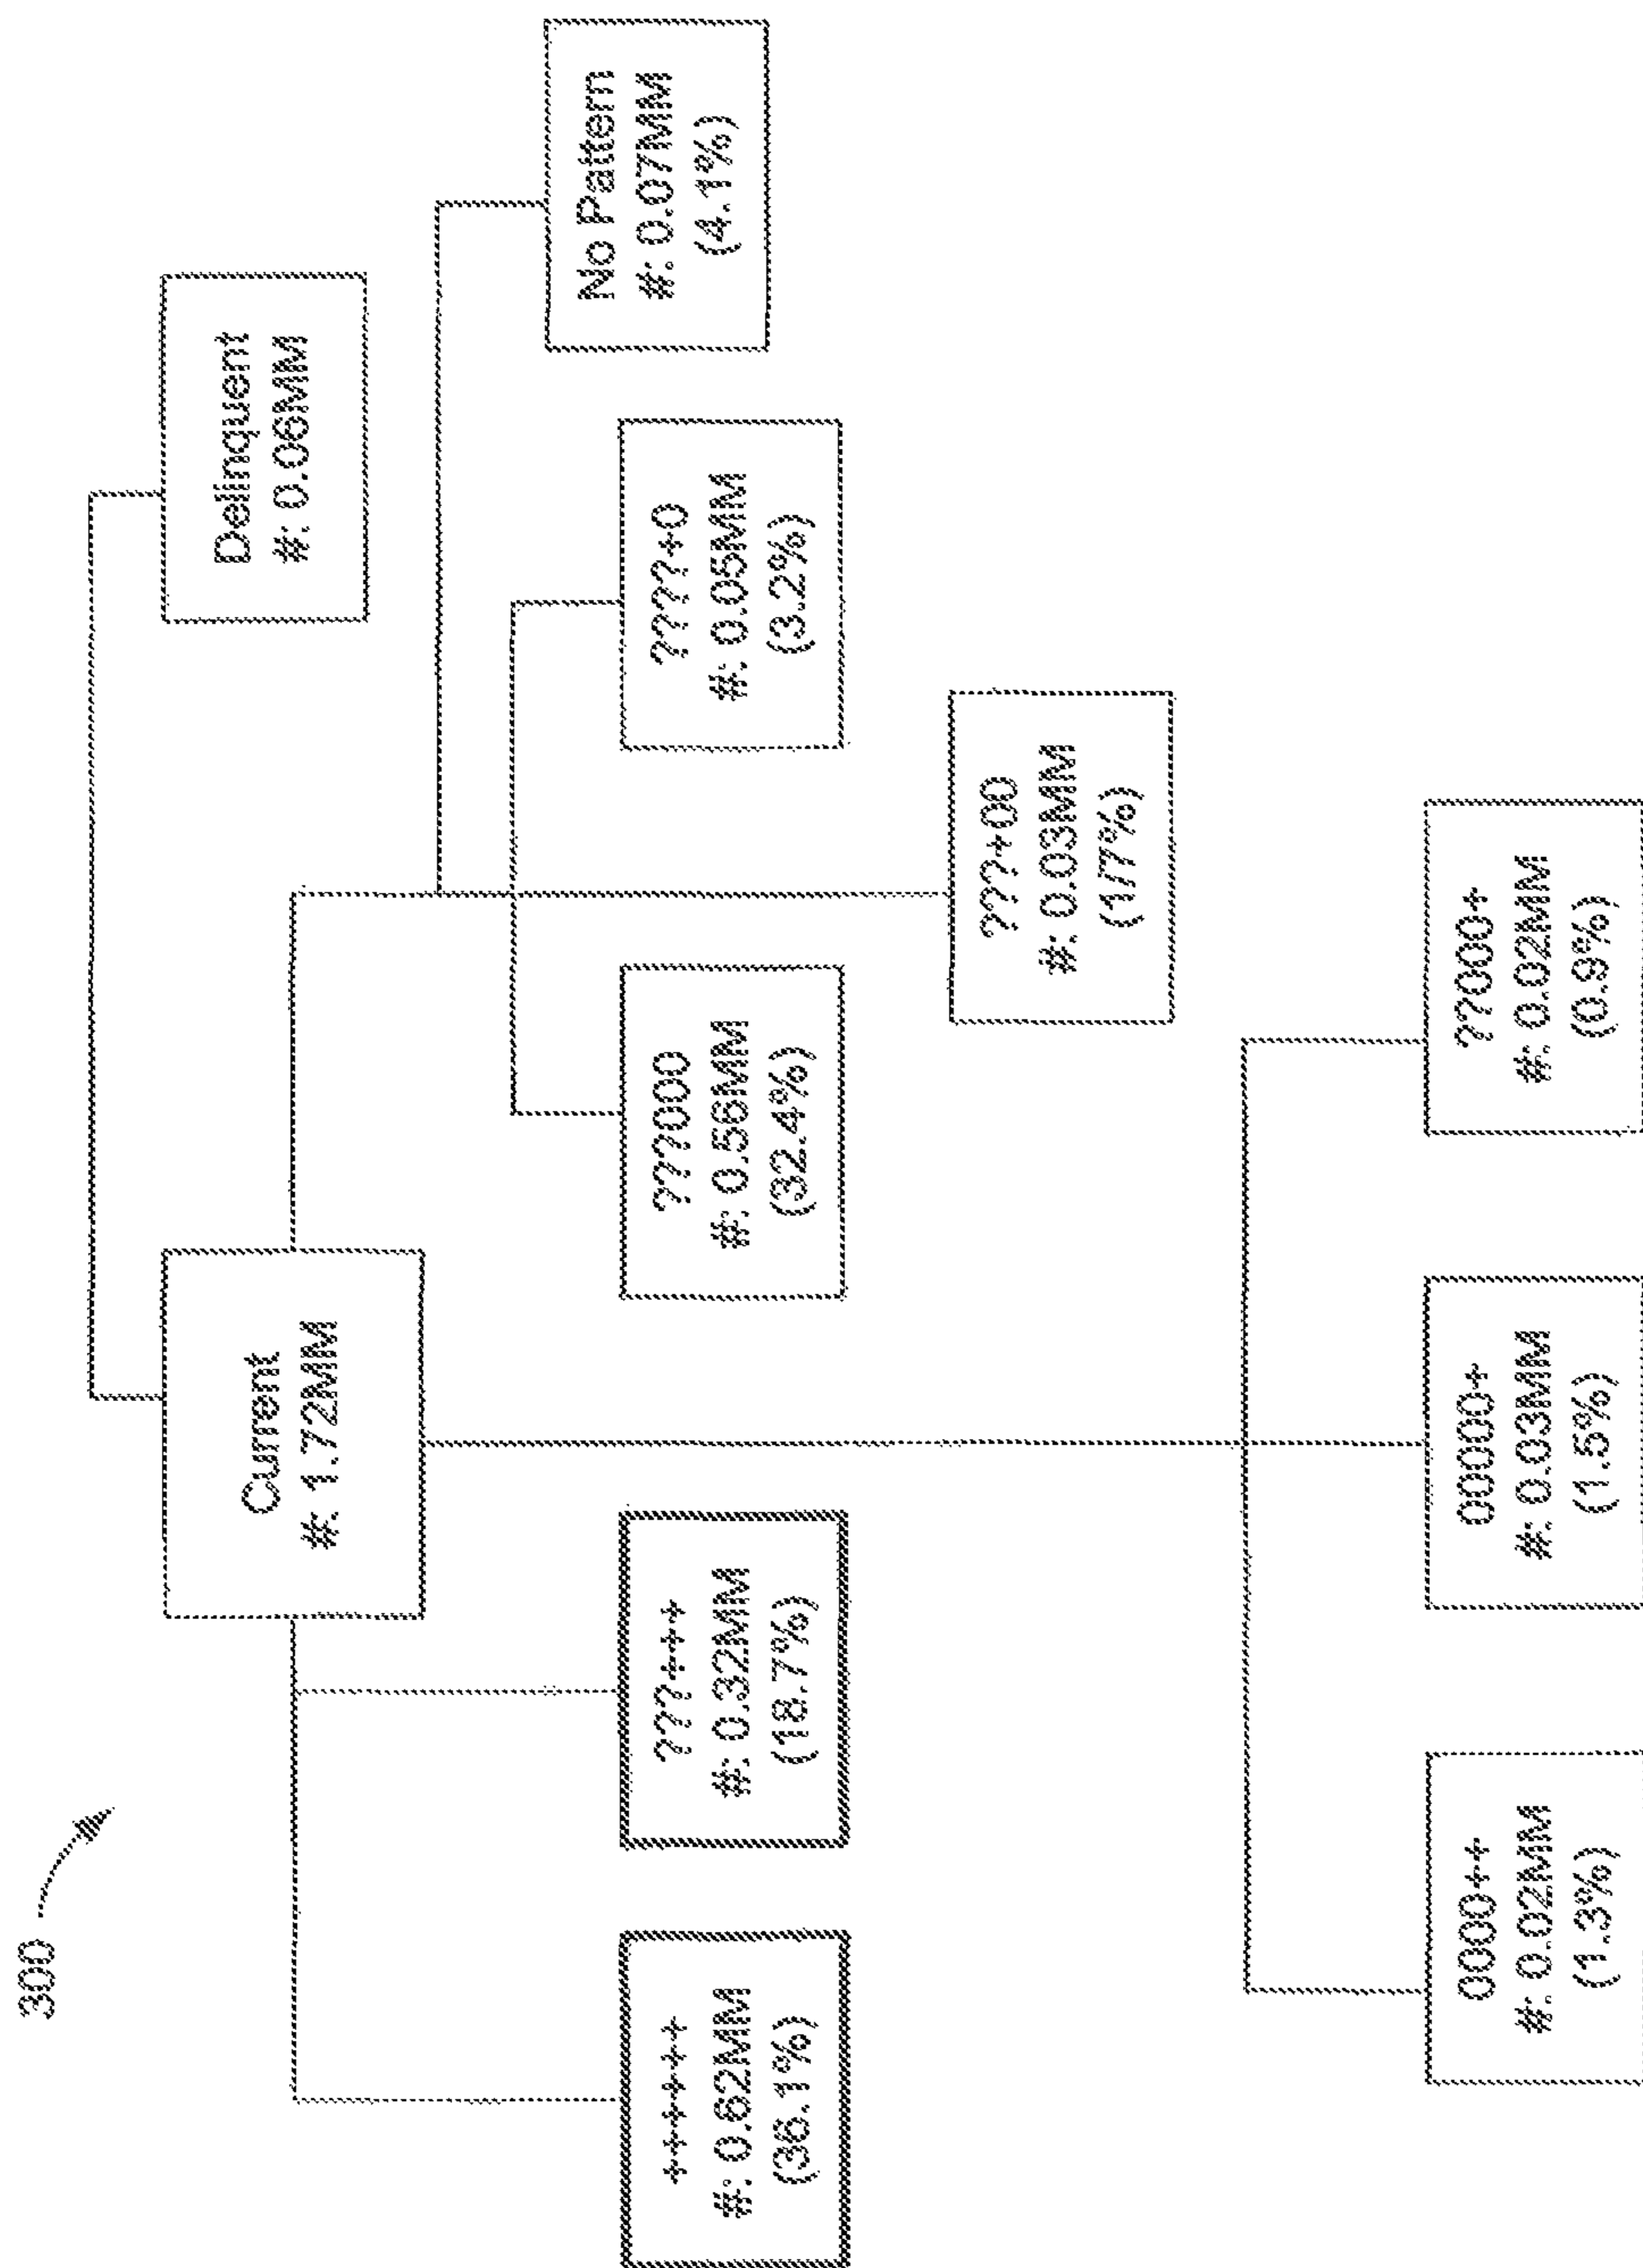 300
Current
#: 1.72MM
Delinquent
#: 0.06MM
++++++
#: 0.62MM
(36.1%)
???+++
#: 0.32MM
(18.7%)
???000
#: 0.56MM
(32.4%)
????+0
#: 0.05MM
(3.2%)
No Pattern
#: 0.07MM
(4.1%)
???+00
#: 0.03MM
(1/7%)
0000++
#: 0.02MM
(1.3%)
00000+
#: 0.03MM
(1.5%)
??000+
#: 0.02MM
(0.9%)